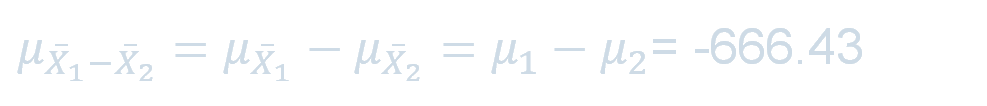 μ_{X̄₁−X̄₂} = μ_{X̄₁} − μ_{X̄₂} = μ₁ − μ₂= -666.43